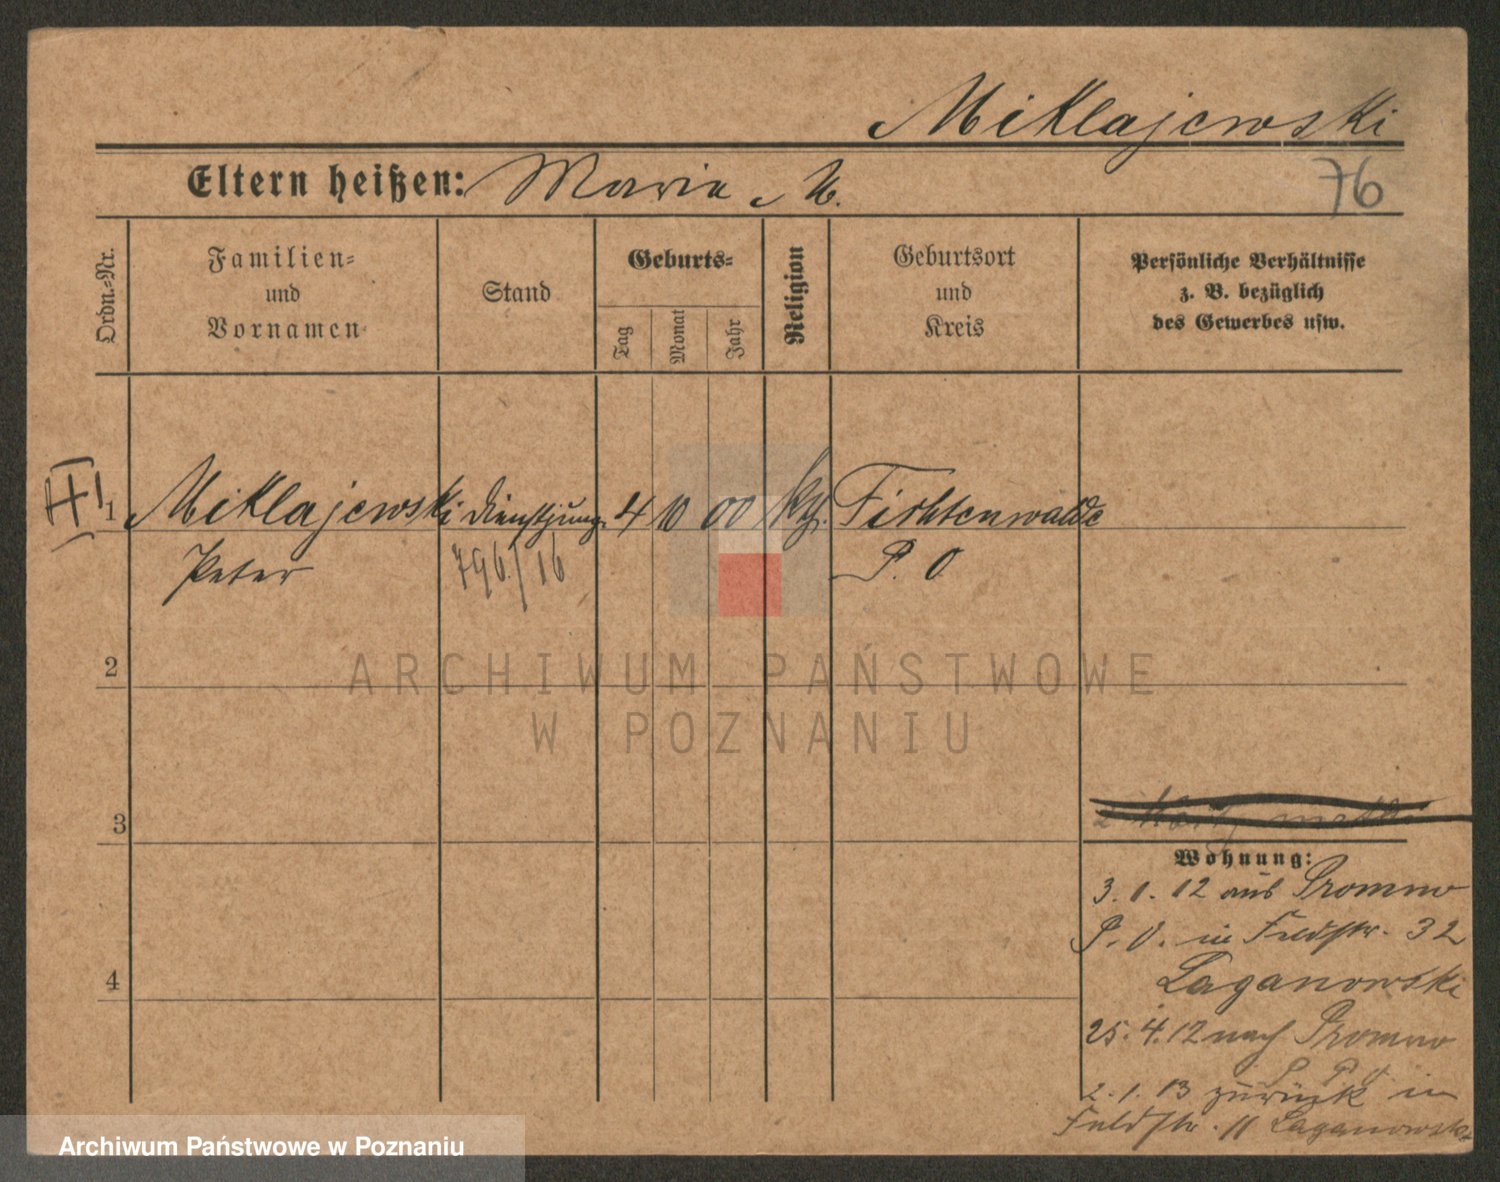 Miklajewski
Eltern heißen: Maria M.
76
Ordn.-Nr.
Familien-
und
Vornamen
Stand
Geburts-
Tag
Monat
Jahr
Religion
Geburtsort
und
Kreis
Persönliche Verhältnisse
z. B. bezüglich
des Gewerbes usw.
1 Miklajewski Dienstjunge 4 10 00 Kth. Fichtenwalde
Peter 796/16 P. O.
2
3
Wohnung:
3. 1. 12 aus Promno
P. O. in Feldstr. 32
Laganowski
25. 4. 12 nach Promno
P. O.
2. 1. 13 zurück in
Feldstr. 11 Laganowski
4
ARCHIWUM PAŃSTWOWE
W POZNANIU
Archiwum Państwowe w Poznaniu